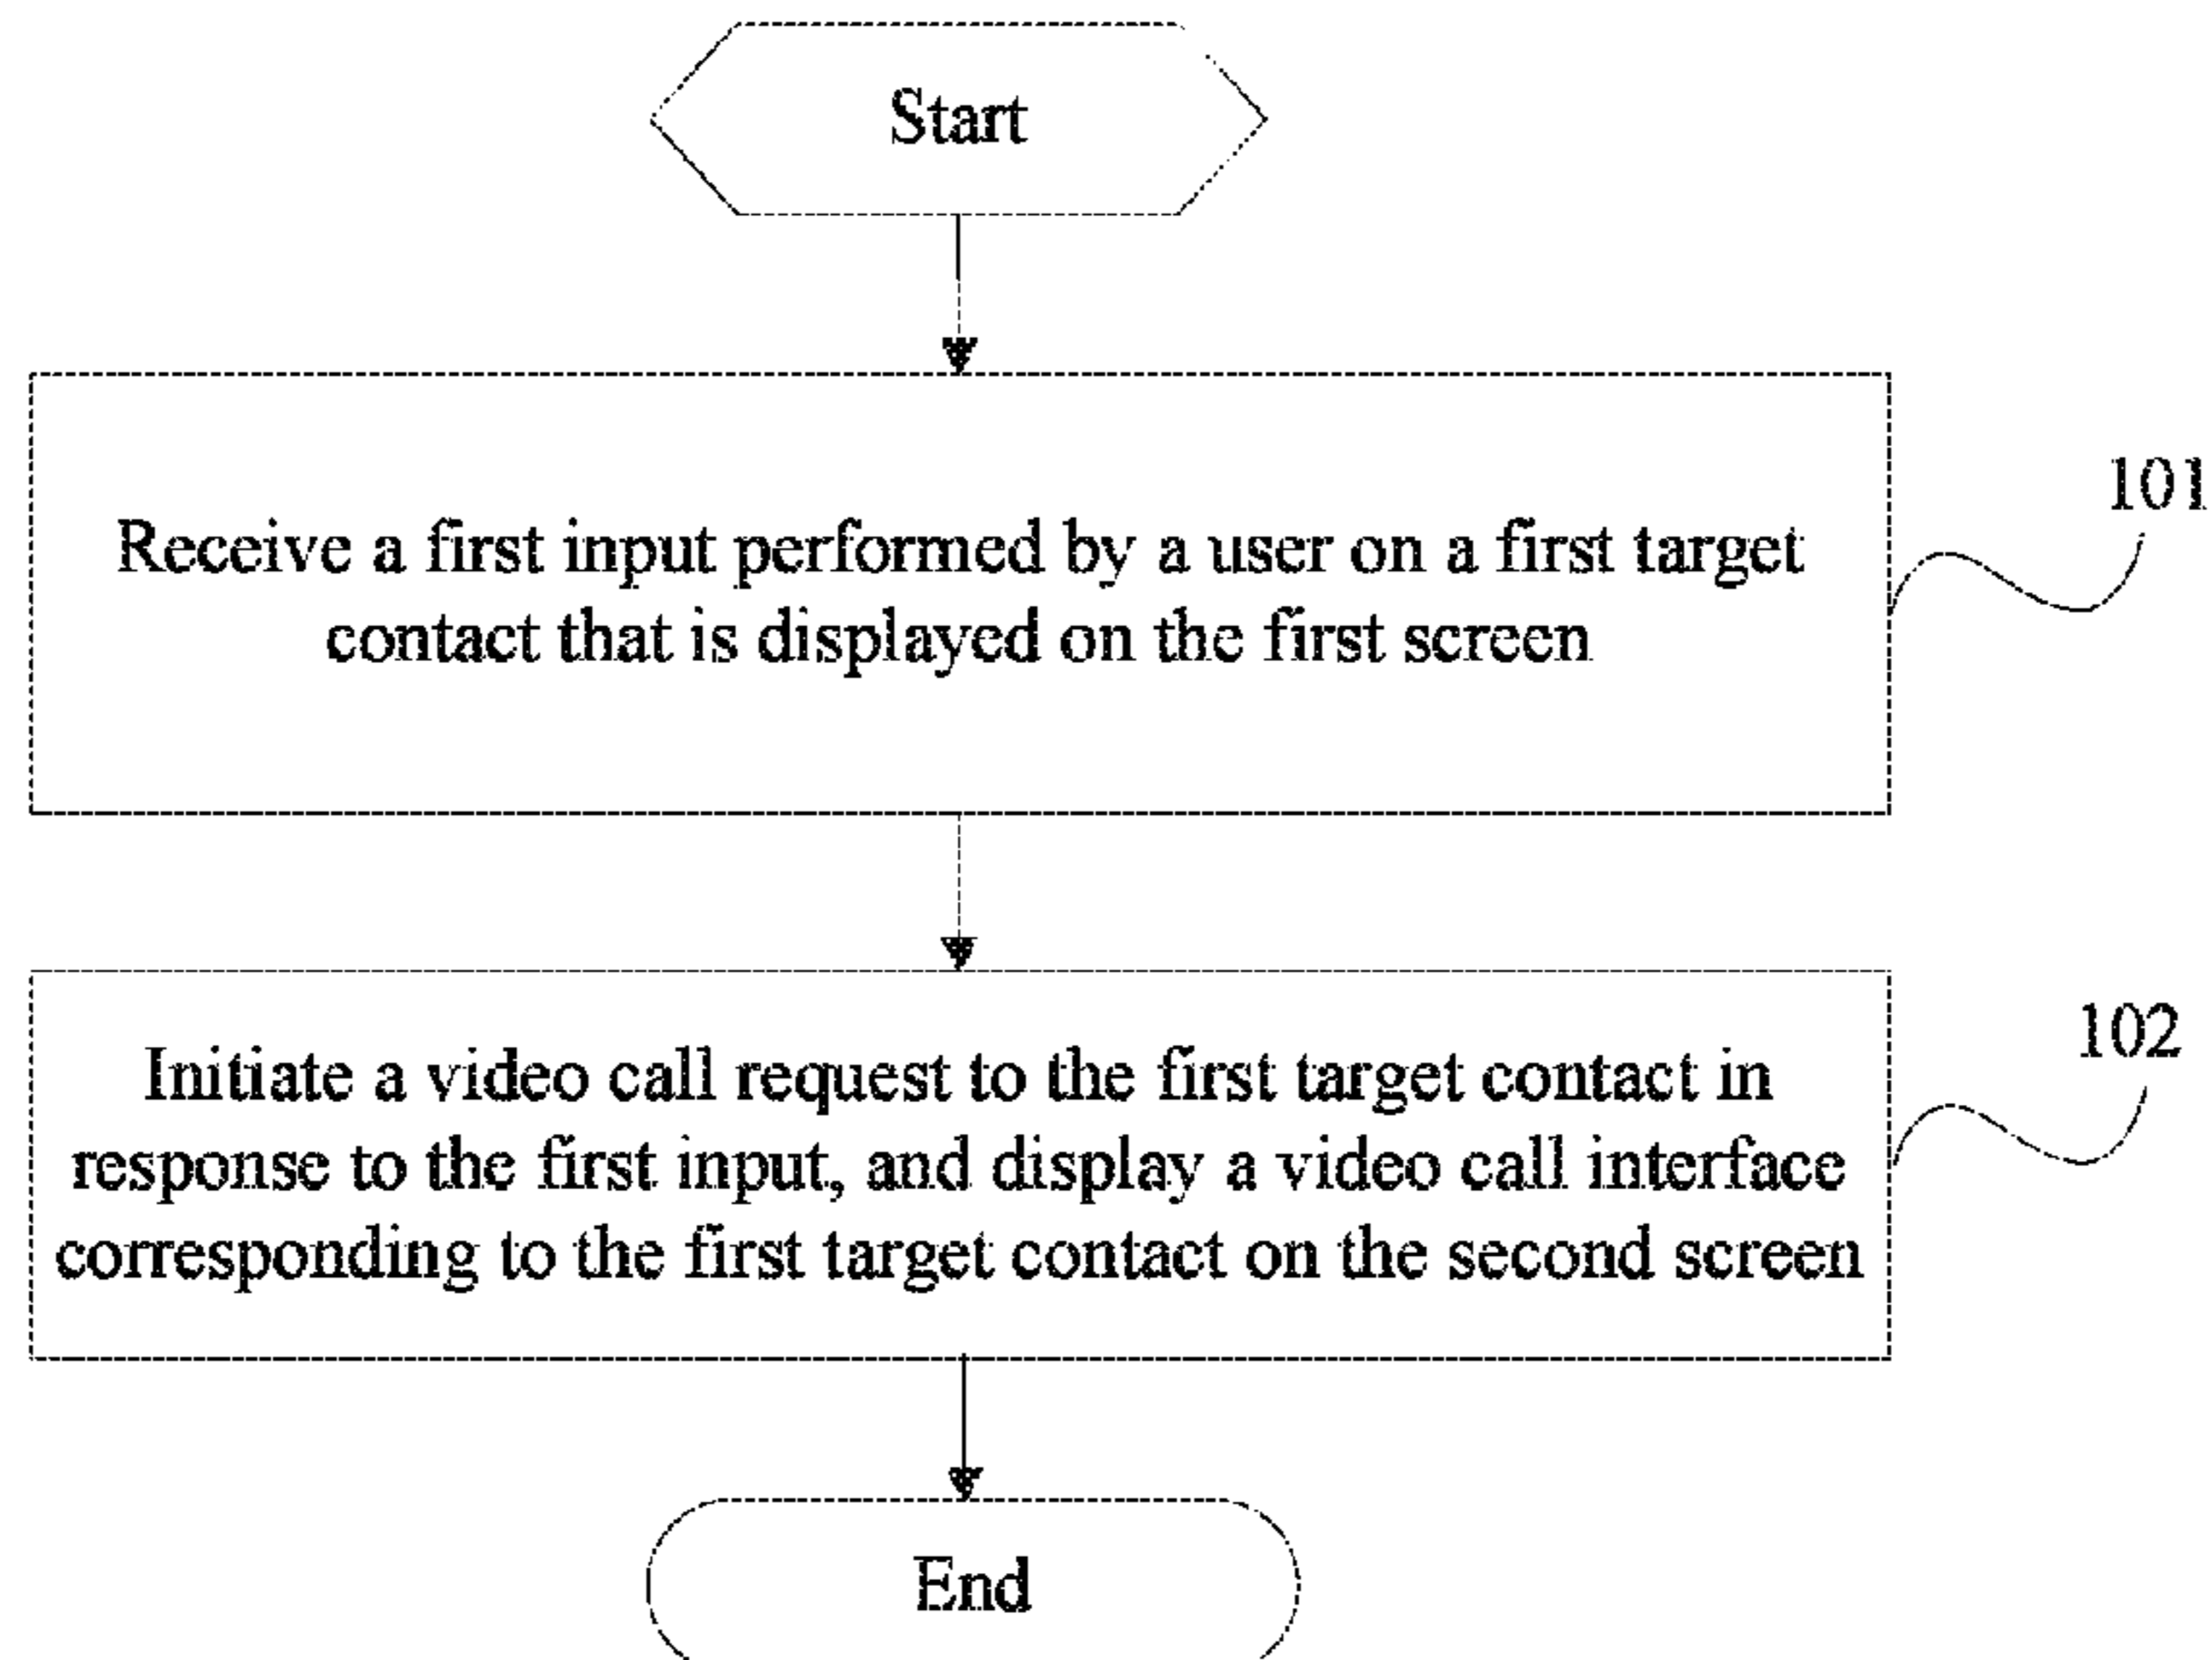 Start
Receive a first input performed by a user on a first target
contact that is displayed on the first screen
101
Initiate a video call request to the first target contact in
response to the first input, and display a video call interface
corresponding to the first target contact on the second screen
102
End